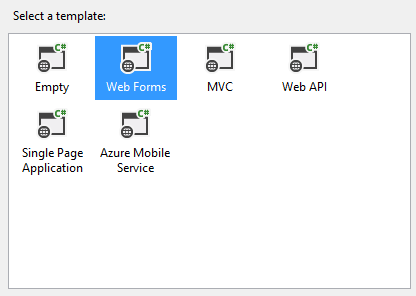 Select a template:
C#
C#
C#
C#
Empty
Web Forms
MVC
Web API
C#
C#
Single Page
Application
Azure Mobile
Service